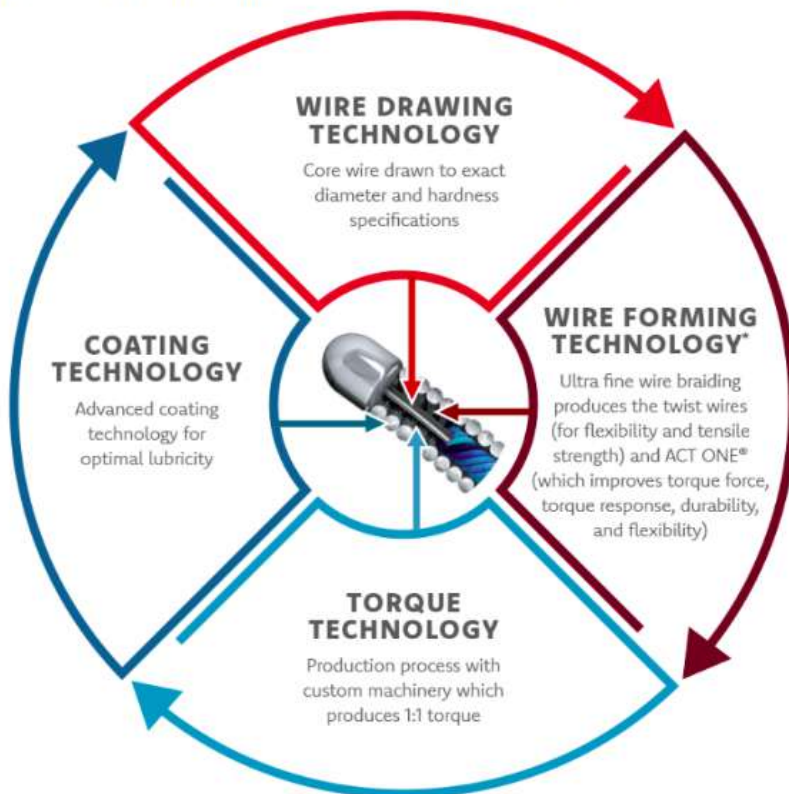 WIRE DRAWING
TECHNOLOGY
Core wire drawn to exact
diameter and hardness
specifications
WIRE FORMING
TECHNOLOGY*
Ultra fine wire braiding
produces the twist wires
(for flexibility and tensile
strength) and ACT ONE®
(which improves torque force,
torque response, durability,
and flexibility)
TORQUE
TECHNOLOGY
Production process with
custom machinery which
produces 1:1 torque
COATING
TECHNOLOGY
Advanced coating
technology for
optimal lubricity